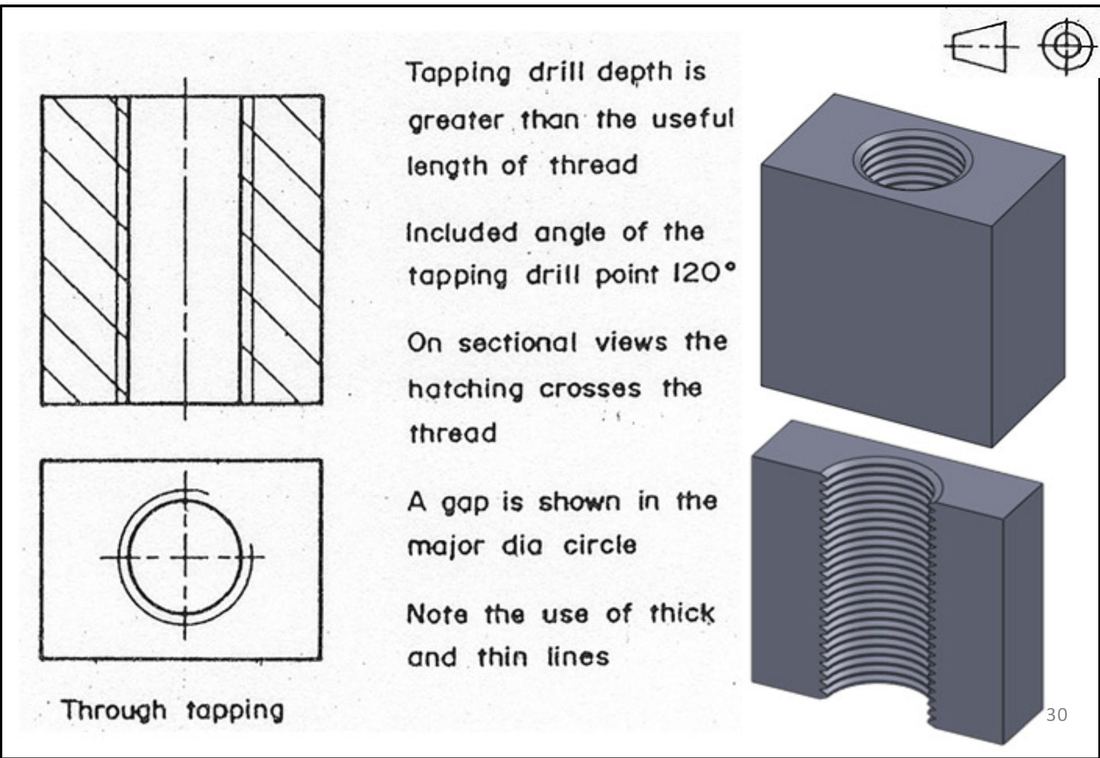 Tapping drill depth is
greater than the useful
length of thread
Included angle of the
tapping drill point 120°
On sectional views the
hatching crosses the
thread
A gap is shown in the
major dia circle
Note the use of thick
and thin lines
Through tapping
30